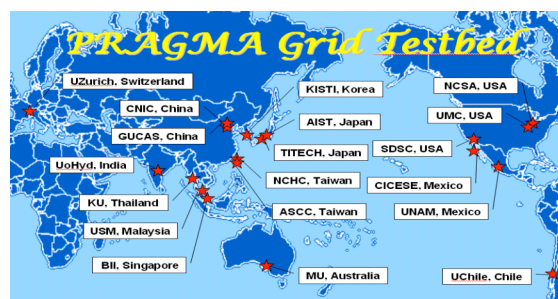 PRAGMA Grid Testbed
UZurich, Switzerland
KISTI, Korea
NCSA, USA
CNIC, China
UMC, USA
GUCAS, China
AIST, Japan
SDSC, USA
TITECH, Japan
UoHyd, India
NCHC, Taiwan
CICESE, Mexico
KU, Thailand
ASCC, Taiwan
UNAM, Mexico
USM, Malaysia
BII, Singapore
MU, Australia
UChile, Chile